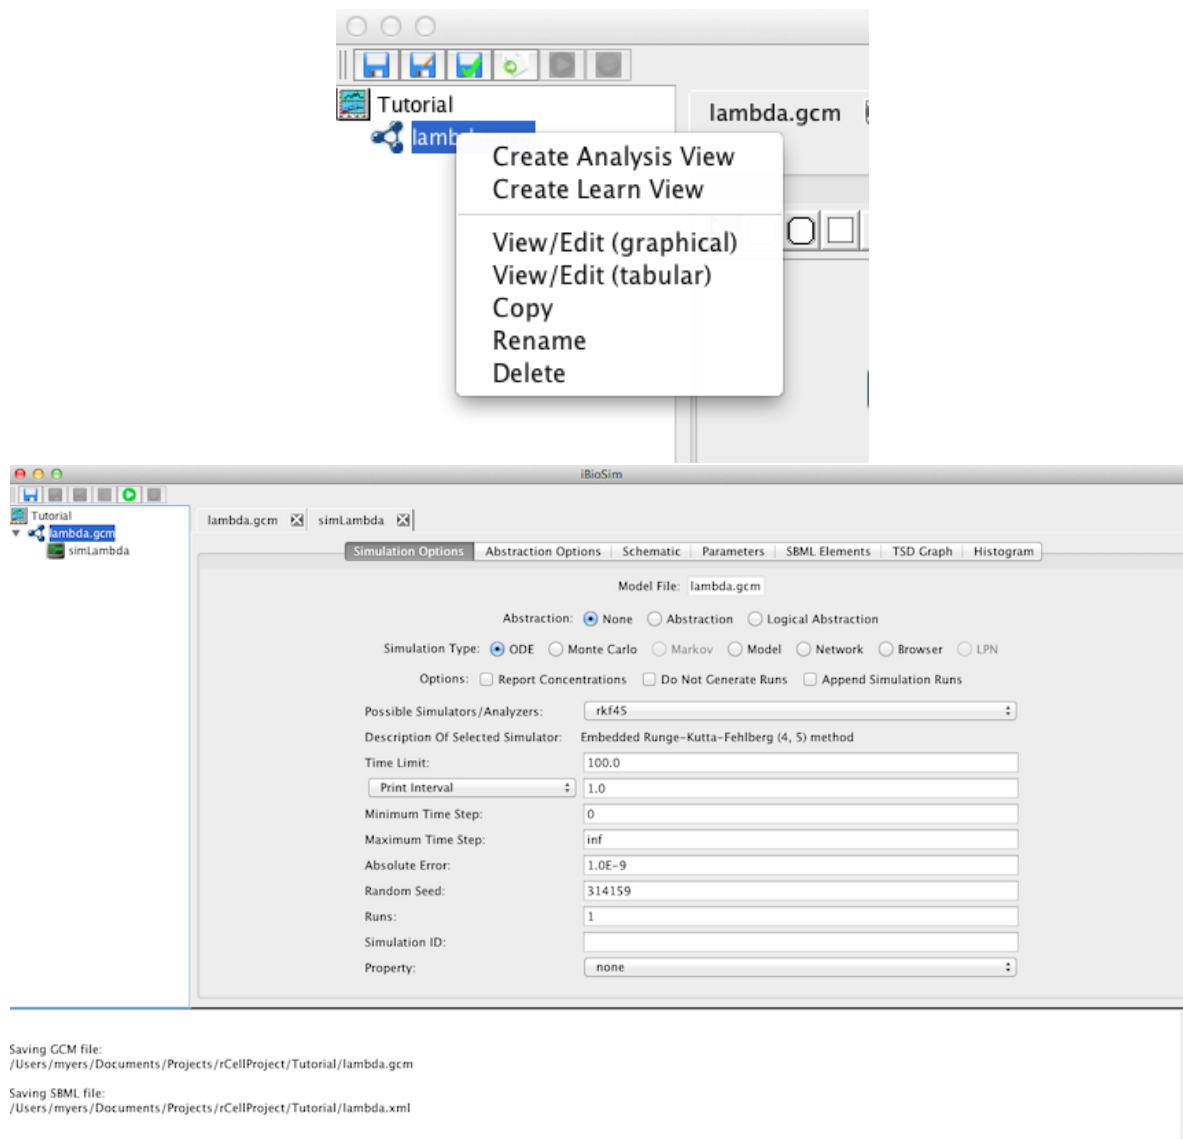 Tutorial
lambda.gcm
lamb
Create Analysis View
Create Learn View
View/Edit (graphical)
View/Edit (tabular)
Copy
Rename
Delete
iBioSim
Tutorial
lambda.gcm
simLambda
lambda.gcm simLambda
Simulation Options Abstraction Options Schematic Parameters SBML Elements TSD Graph Histogram
Model File: lambda.gcm
Abstraction: None Abstraction Logical Abstraction
Simulation Type: ODE Monte Carlo Markov Model Network Browser LPN
Options: Report Concentrations Do Not Generate Runs Append Simulation Runs
Possible Simulators/Analyzers: rkf45
Description Of Selected Simulator: Embedded Runge-Kutta-Fehlberg (4, 5) method
Time Limit: 100.0
Print Interval 1.0
Minimum Time Step: 0
Maximum Time Step: inf
Absolute Error: 1.0E-9
Random Seed: 314159
Runs: 1
Simulation ID:
Property: none
Saving GCM file:
/Users/myers/Documents/Projects/rCellProject/Tutorial/lambda.gcm
Saving SBML file:
/Users/myers/Documents/Projects/rCellProject/Tutorial/lambda.xml